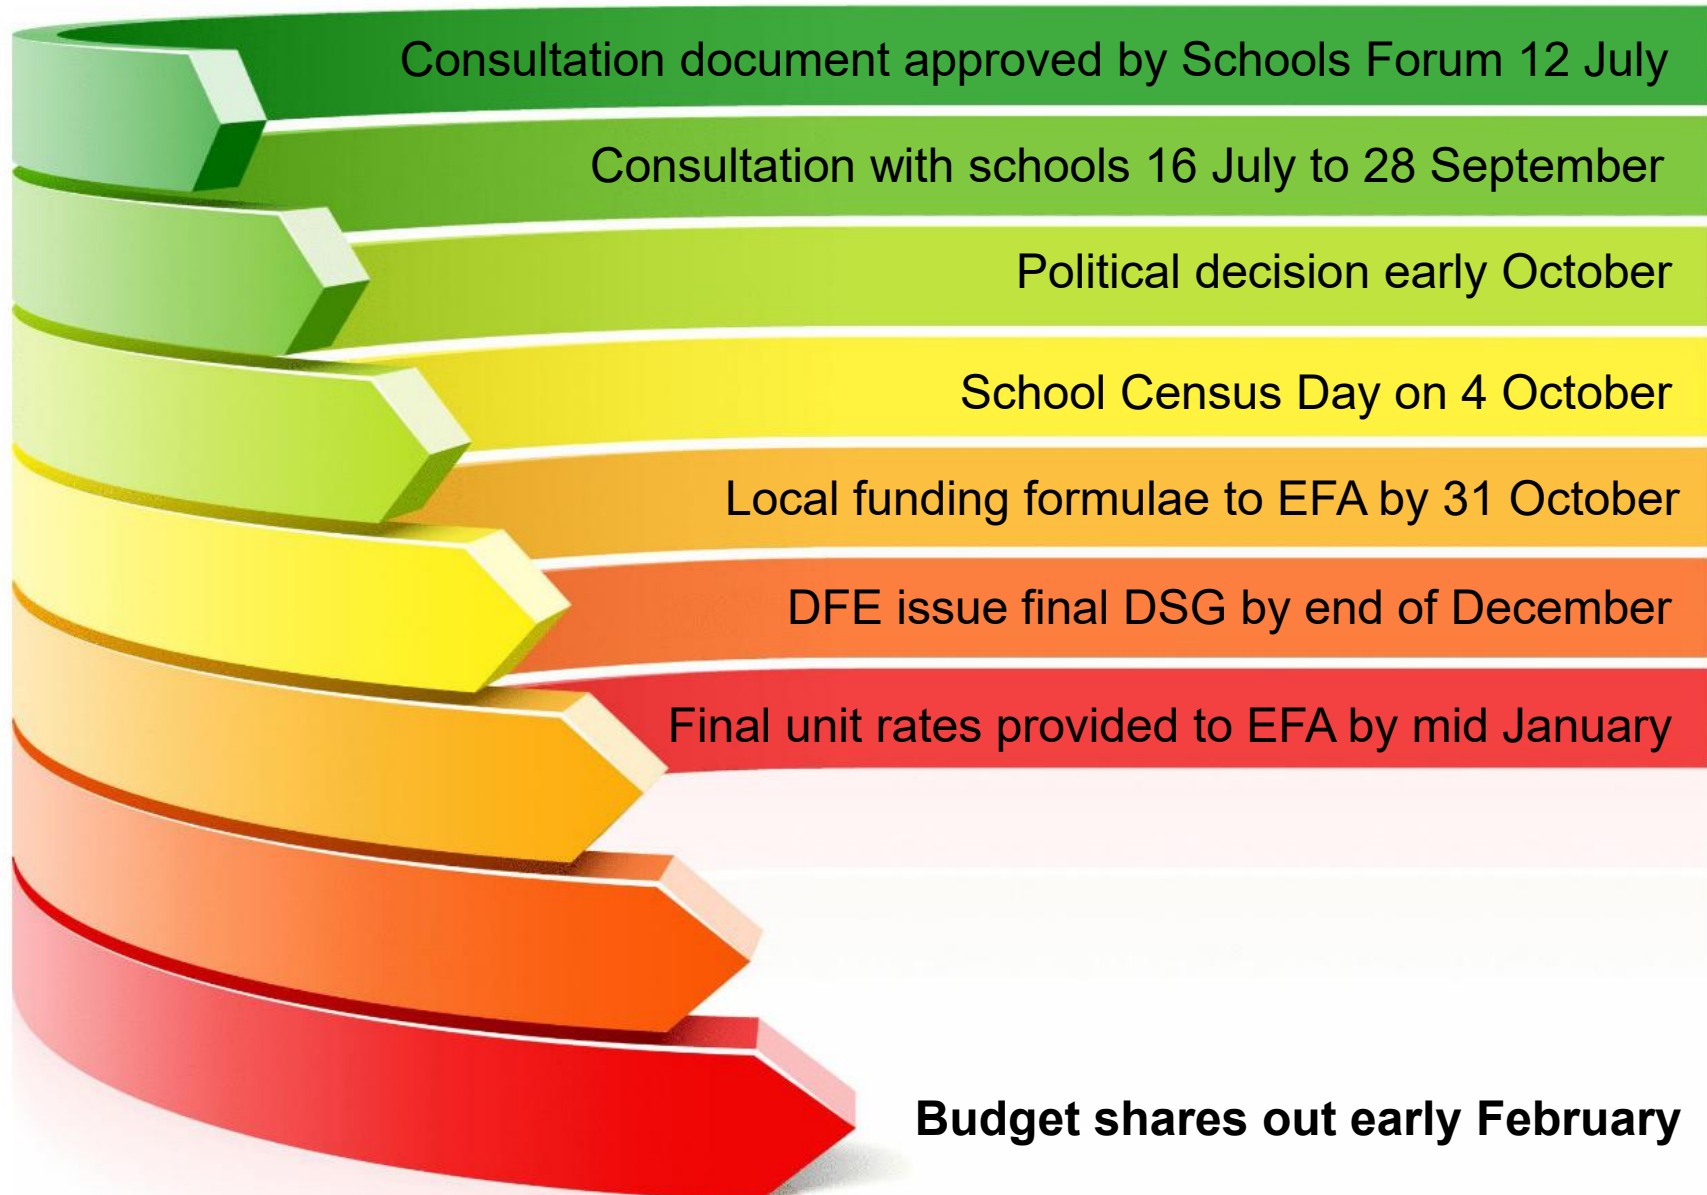 Consultation document approved by Schools Forum 12 July
Consultation with schools 16 July to 28 September
Political decision early October
School Census Day on 4 October
Local funding formulae to EFA by 31 October
DFE issue final DSG by end of December
Final unit rates provided to EFA by mid January
Budget shares out early February